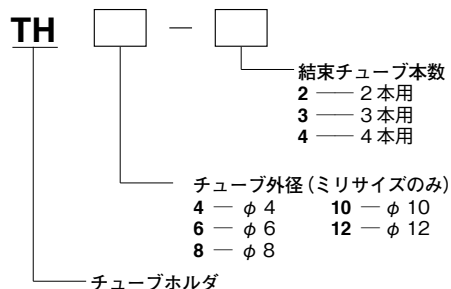 TH □ － □
結束チューブ本数
2 ── 2本用
3 ── 3本用
4 ── 4本用
チューブ外径(ミリサイズのみ)
4 ─ φ4 10 ─ φ10
6 ─ φ6 12 ─ φ12
8 ─ φ8
チューブホルダ